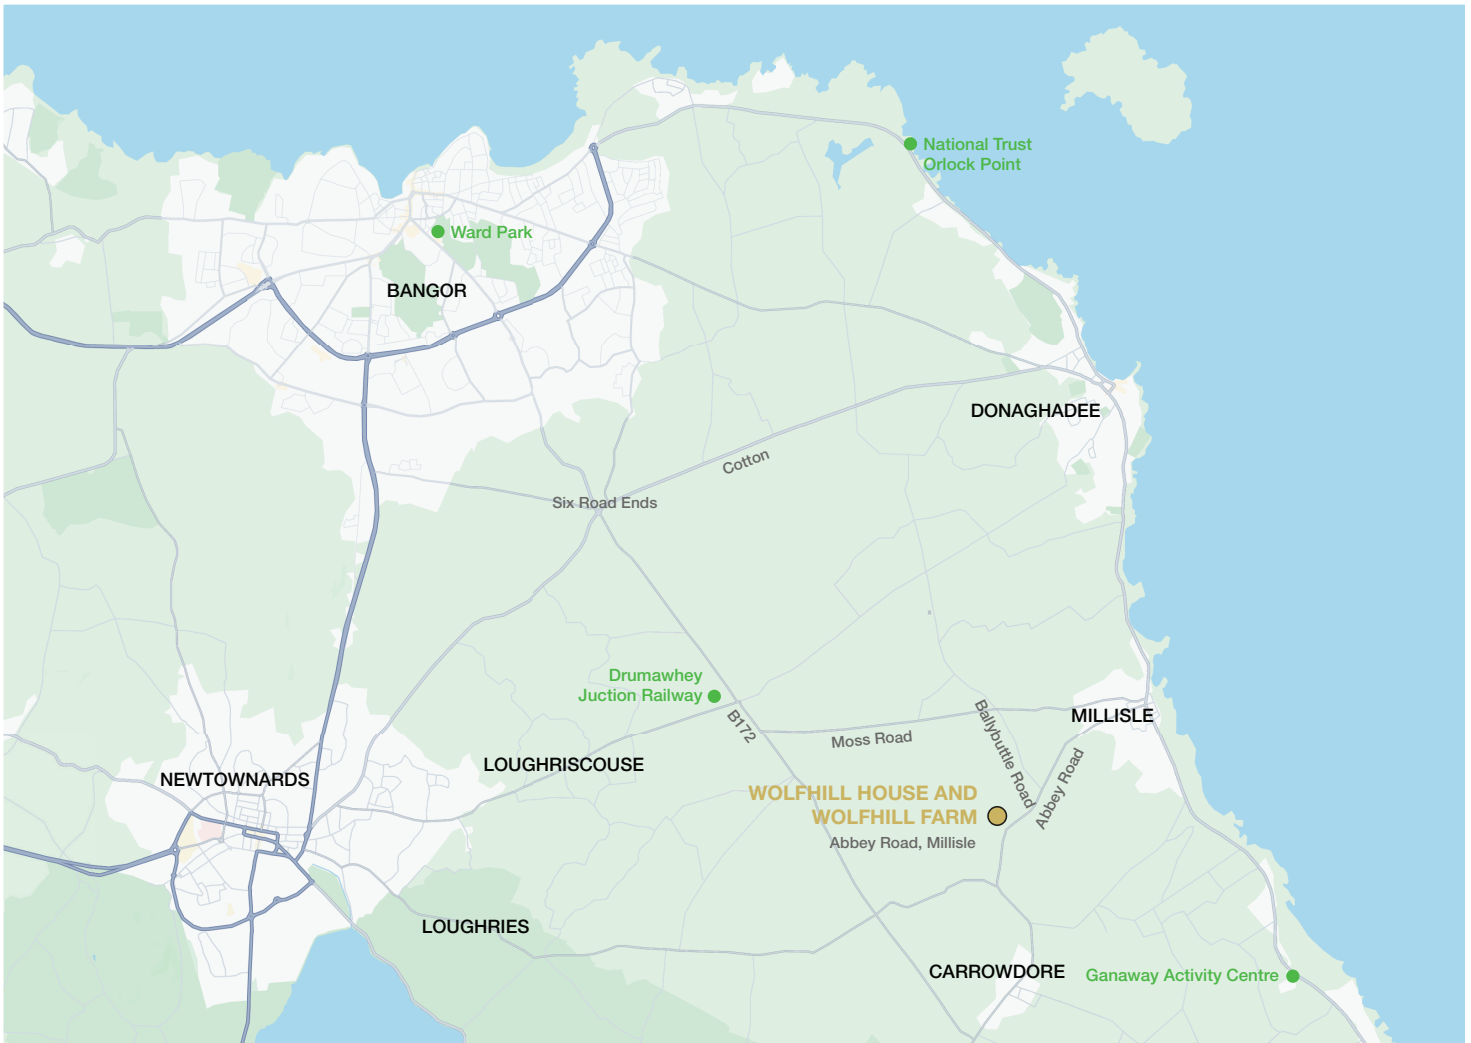 National Trust
Orlock Point
Ward Park
BANGOR
DONAGHADEE
Cotton
Six Road Ends
Drumawhey
Juction Railway
B172
Moss Road
Ballybuttle Road
MILLISLE
Abbey Road
LOUGHRISCOUSE
NEWTOWNARDS
WOLFHILL HOUSE AND
WOLFHILL FARM
Abbey Road, Millisle
LOUGHRIES
CARROWDORE
Ganaway Activity Centre